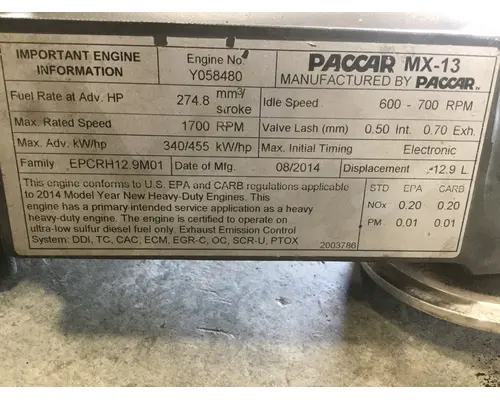 IMPORTANT ENGINE INFORMATION
Engine No. Y058480
PACCAR MX-13
MANUFACTURED BY PACCAR INC
Fuel Rate at Adv. HP 274.8 mm³/stroke
Idle Speed 600 - 700 RPM
Max. Rated Speed 1700 RPM
Valve Lash (mm) 0.50 Int. 0.70 Exh.
Max. Adv. kW/hp 340/455 kW/hp
Max. Initial Timing Electronic
Family EPCRH12.9M01
Date of Mfg. 08/2014
Displacement 12.9 L
This engine conforms to U.S. EPA and CARB regulations applicable
to 2014 Model Year New Heavy-Duty Engines. This
engine has a primary intended service application as a heavy
heavy-duty engine. The engine is certified to operate on
ultra-low sulfur diesel fuel only. Exhaust Emission Control
System: DDI, TC, CAC, ECM, EGR-C, OC, SCR-U, PTOX
2003786
STD EPA CARB
NOx 0.20 0.20
PM 0.01 0.01